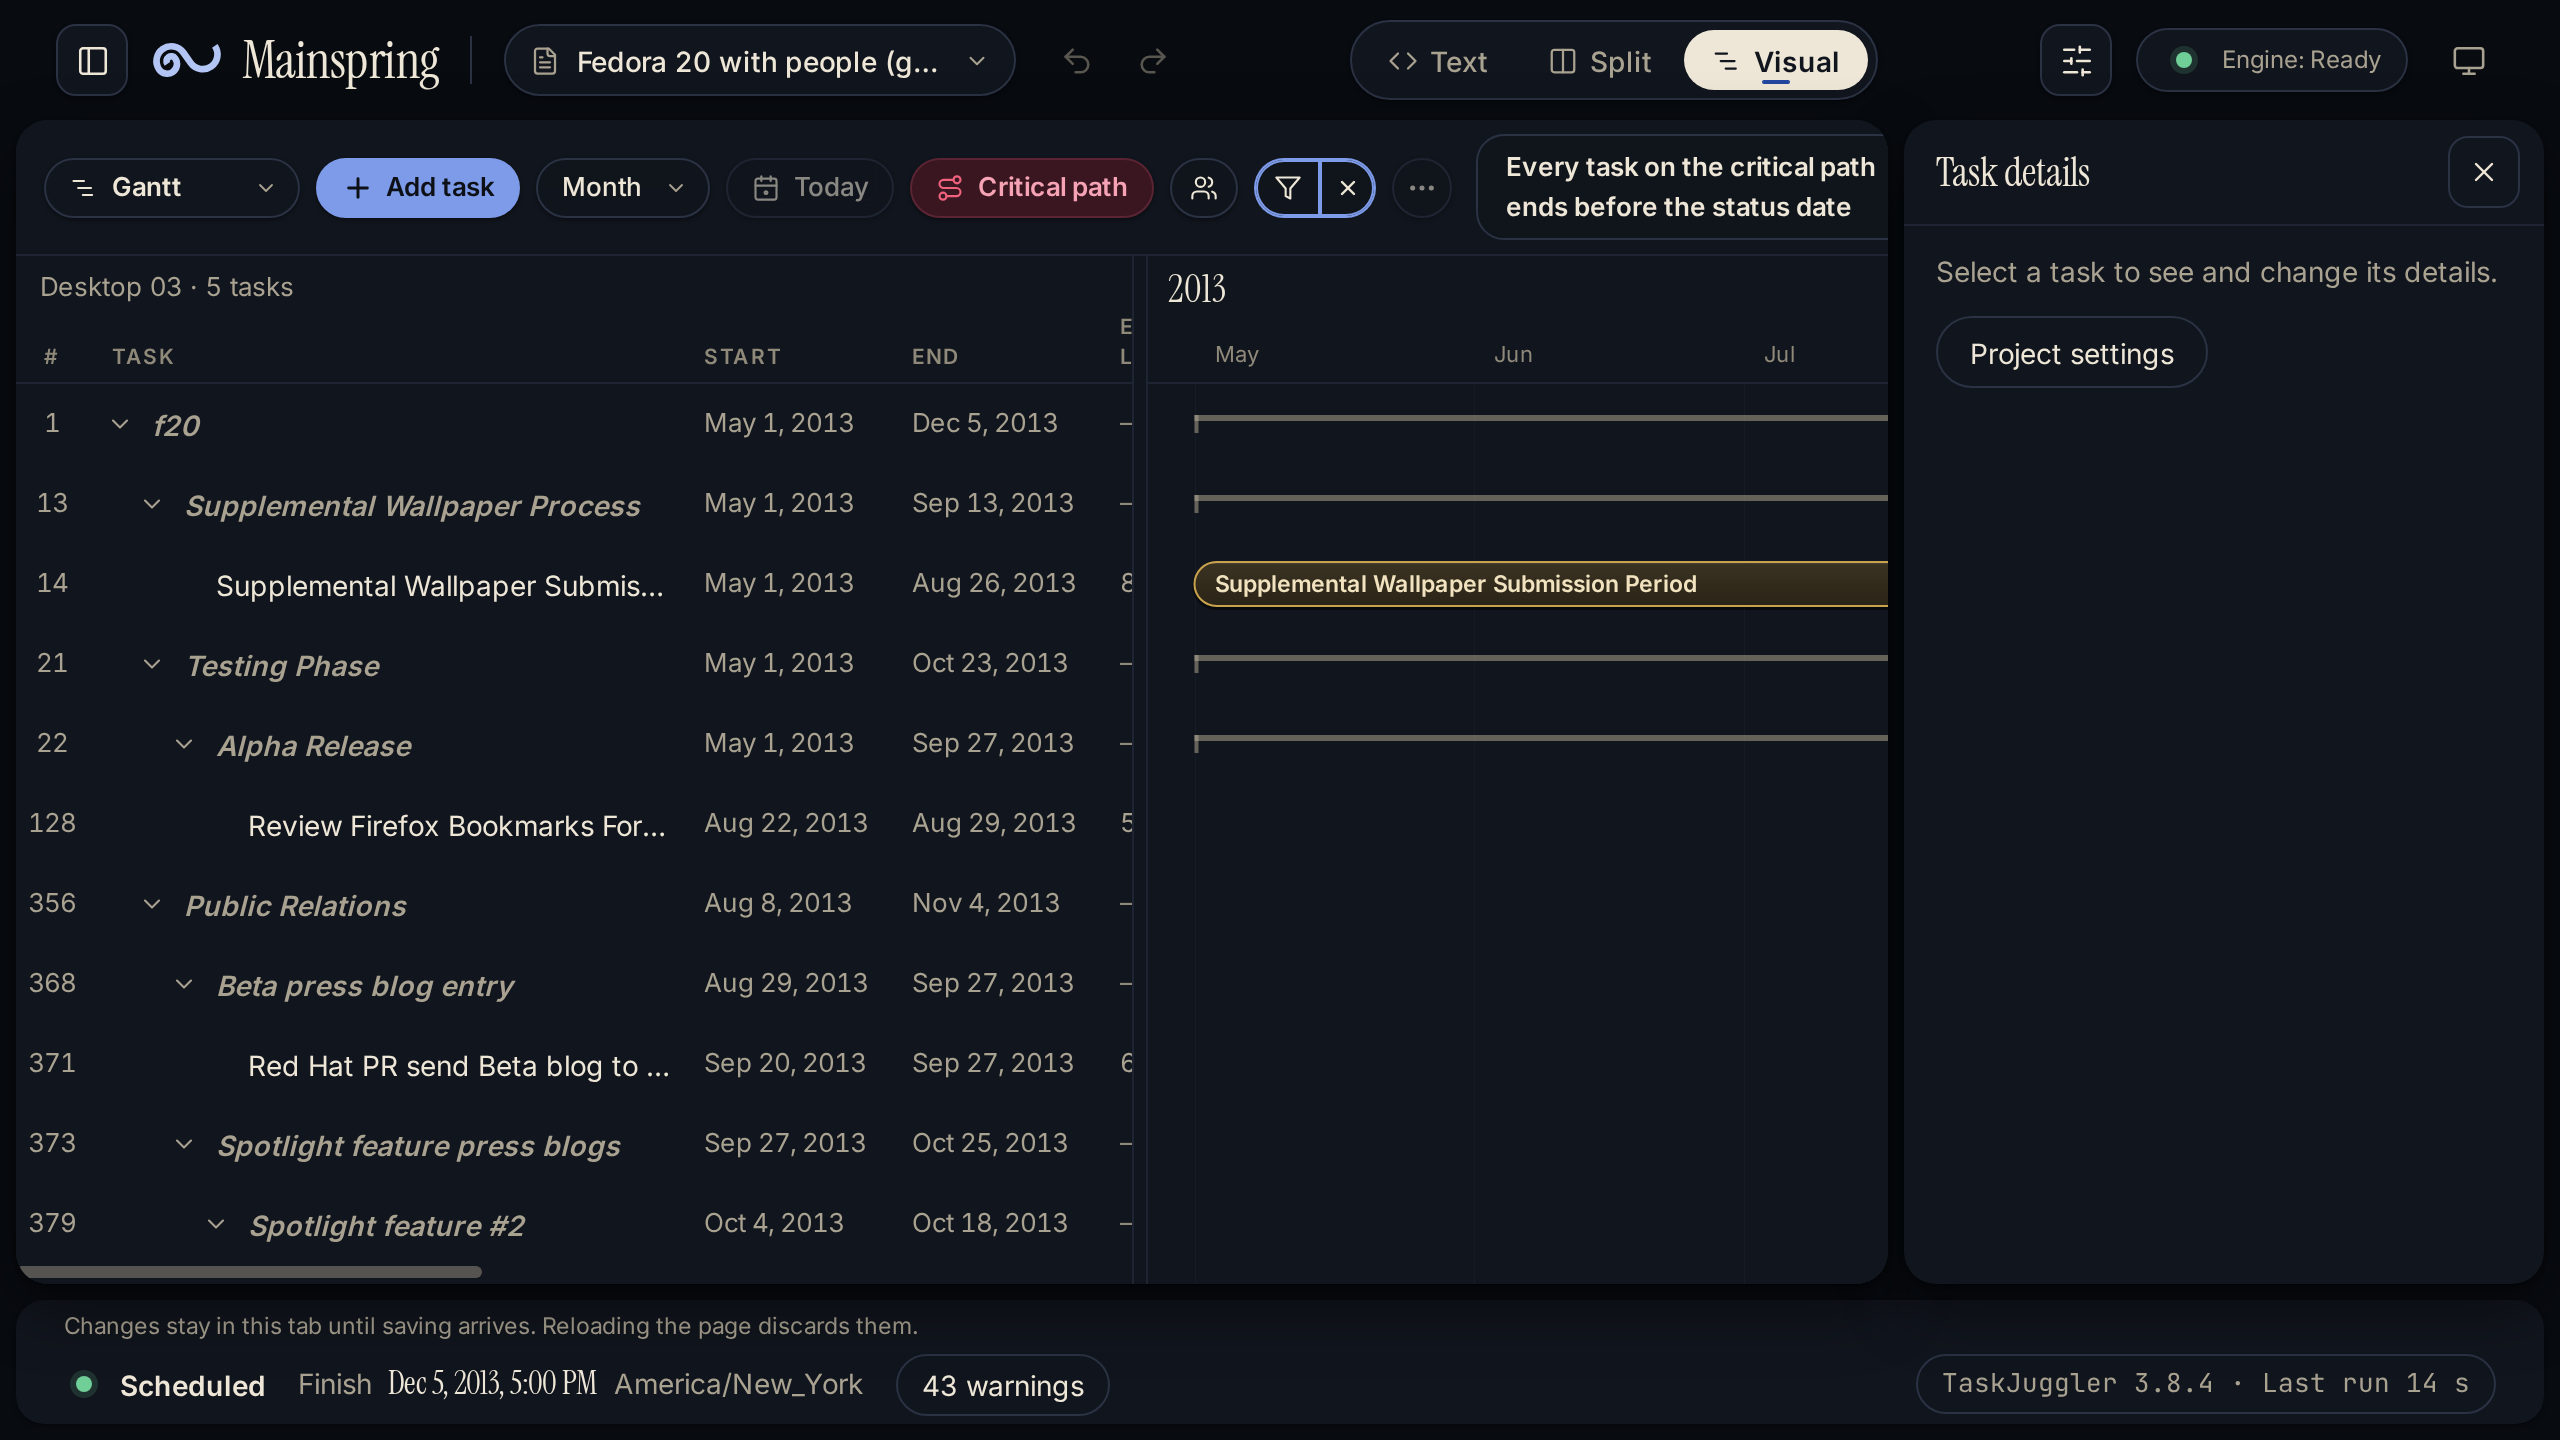 Mainspring
Fedora 20 with people (g...
Text
Split
Visual
Engine: Ready
Gantt
Add task
Month
Today
Critical path
Every task on the critical path
ends before the status date
Task details
Desktop 03 · 5 tasks
2013
Select a task to see and change its details.
Project settings
# TASK START END
May Jun Jul
1 f20 May 1, 2013 Dec 5, 2013 –
13 Supplemental Wallpaper Process May 1, 2013 Sep 13, 2013 –
14 Supplemental Wallpaper Submis... May 1, 2013 Aug 26, 2013 8
Supplemental Wallpaper Submission Period
21 Testing Phase May 1, 2013 Oct 23, 2013 –
22 Alpha Release May 1, 2013 Sep 27, 2013 –
128 Review Firefox Bookmarks For... Aug 22, 2013 Aug 29, 2013 5
356 Public Relations Aug 8, 2013 Nov 4, 2013 –
368 Beta press blog entry Aug 29, 2013 Sep 27, 2013 –
371 Red Hat PR send Beta blog to ... Sep 20, 2013 Sep 27, 2013 6
373 Spotlight feature press blogs Sep 27, 2013 Oct 25, 2013 –
379 Spotlight feature #2 Oct 4, 2013 Oct 18, 2013 –
Changes stay in this tab until saving arrives. Reloading the page discards them.
Scheduled Finish Dec 5, 2013, 5:00 PM America/New_York 43 warnings
TaskJuggler 3.8.4 · Last run 14 s